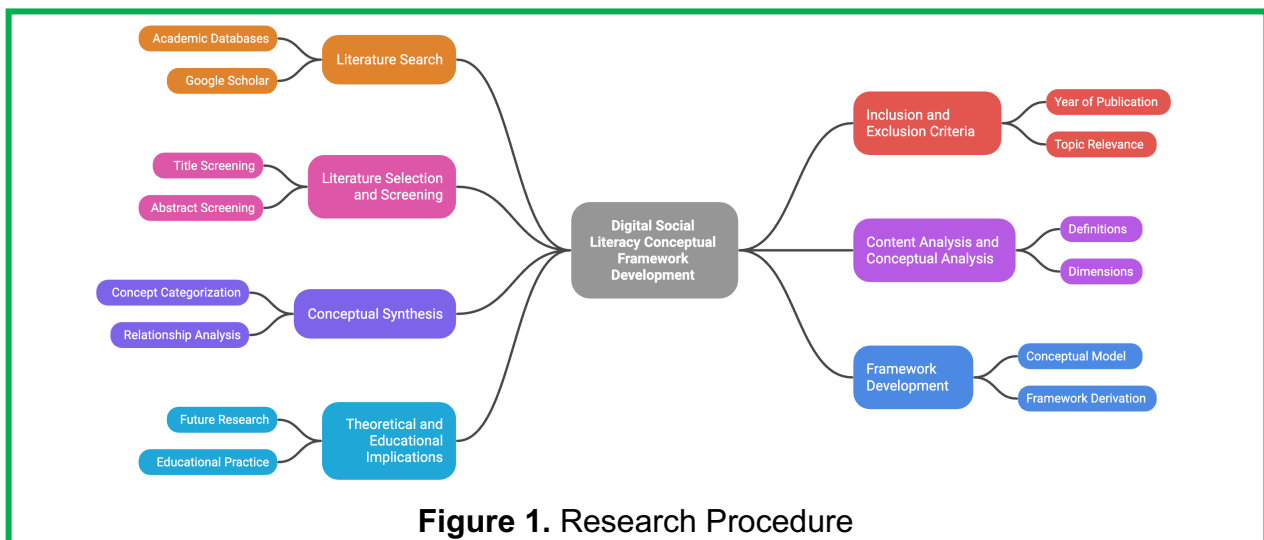 Academic Databases
Google Scholar
Literature Search
Title Screening
Abstract Screening
Literature Selection
and Screening
Concept Categorization
Relationship Analysis
Conceptual Synthesis
Future Research
Educational Practice
Theoretical and
Educational
Implications
Digital Social
Literacy Conceptual
Framework
Development
Inclusion and
Exclusion Criteria
Year of Publication
Topic Relevance
Content Analysis and
Conceptual Analysis
Definitions
Dimensions
Framework
Development
Conceptual Model
Framework Derivation
Figure 1. Research Procedure